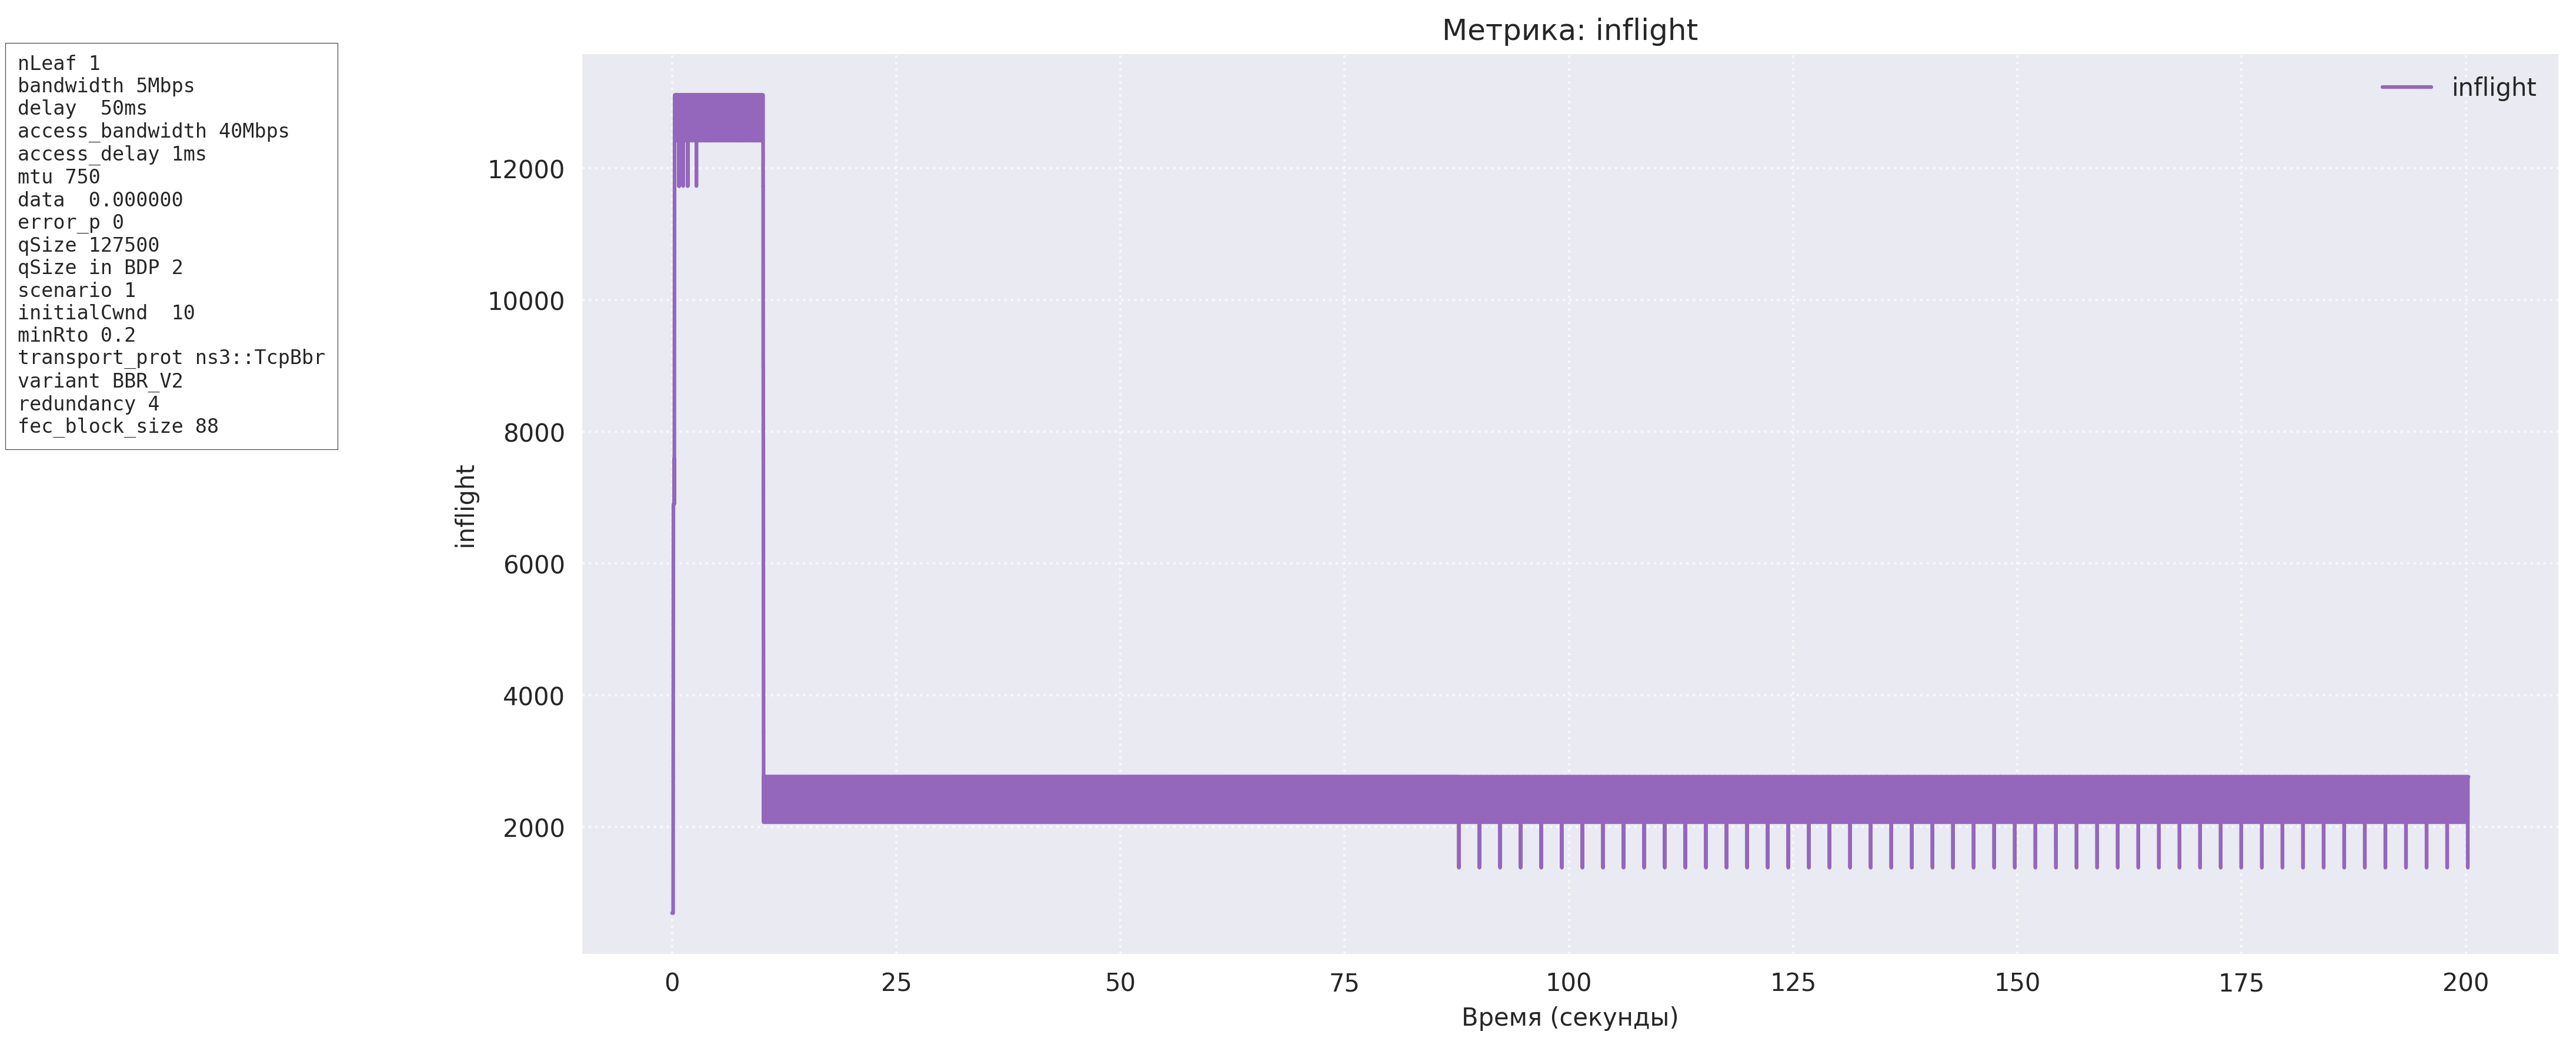 Метрика: inflight
nLeaf 1
bandwidth 5Mbps
delay  50ms
access_bandwidth 40Mbps
access_delay 1ms
mtu 750
data  0.000000
error_p 0
qSize 127500
qSize in BDP 2
scenario 1
initialCwnd  10
minRto 0.2
transport_prot ns3::TcpBbr
variant BBR_V2
redundancy 4
fec_block_size 88
inflight
inflight
12000
10000
8000
6000
4000
2000
0 25 50 75 100 125 150 175 200
Время (секунды)